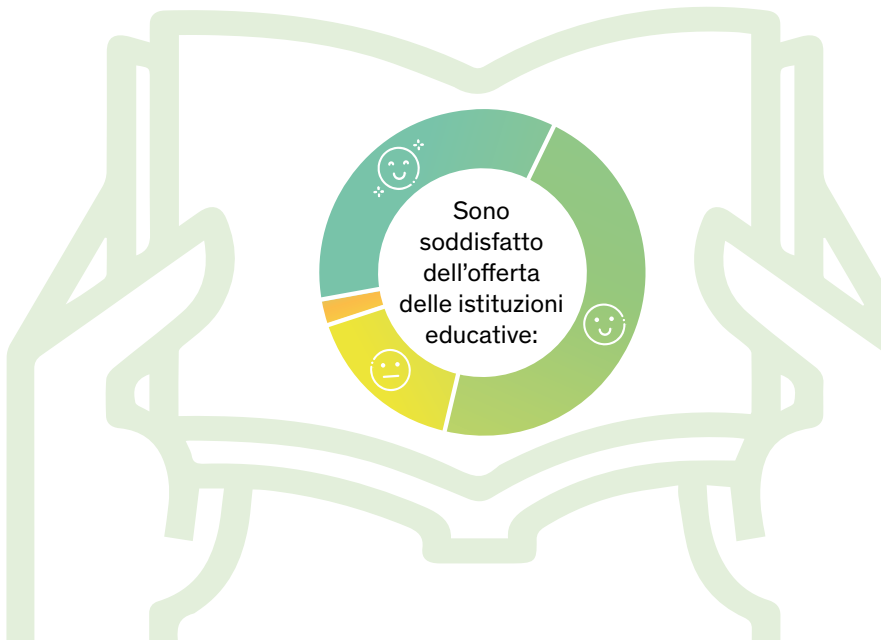 Sono
soddisfatto
dell’offerta
delle istituzioni
educative: